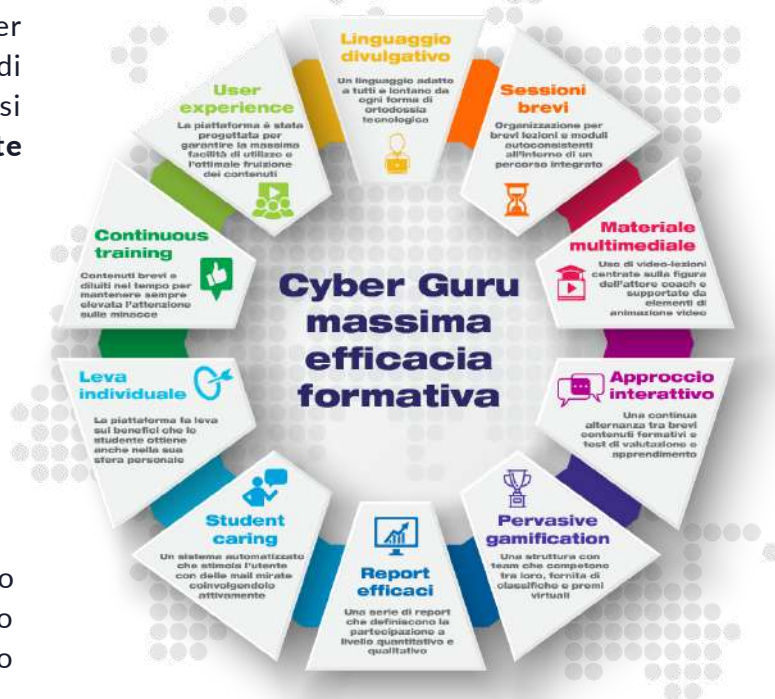 er
di
si
te
Linguaggio
divulgativo
Un linguaggio adatto
a tutti e lontano da
ogni forma di
ortodossia
tecnologica
Sessioni
brevi
Organizzazione per
brevi lezioni e moduli
autoconsistenti
all'interno di un
percorso integrato
Materiale
multimediale
Uso di video-lezioni
centrate sulla figura
dell'attore coach e
supportate da
elementi di
animazione video
Approccio
interattivo
Una continua
alternanza tra brevi
contenuti formativi e
test di valutazione e
apprendimento
Pervasive
gamification
Una struttura con
team che competono
tra loro, fornita di
classifiche e premi
virtuali
Report
efficaci
Una serie di report
che definiscono la
partecipazione a
livello quantitativo e
qualitativo
Student
caring
Un sistema automatizzato
che stimola l'utente
con delle mail mirate
coinvolgendolo
attivamente
Leva
individuale
La piattaforma fa leva
sui benefici che lo
studente ottiene
anche nella sua
sfera personale
Continuous
training
Contenuti brevi e
diluiti nel tempo per
mantenere sempre
elevata l'attenzione
sulle minacce
User
experience
La piattaforma è stata
progettata per
garantire la massima
facilità di utilizzo e
l'ottimale fruizione
dei contenuti
Cyber Guru
massima
efficacia
formativa
o
o
o